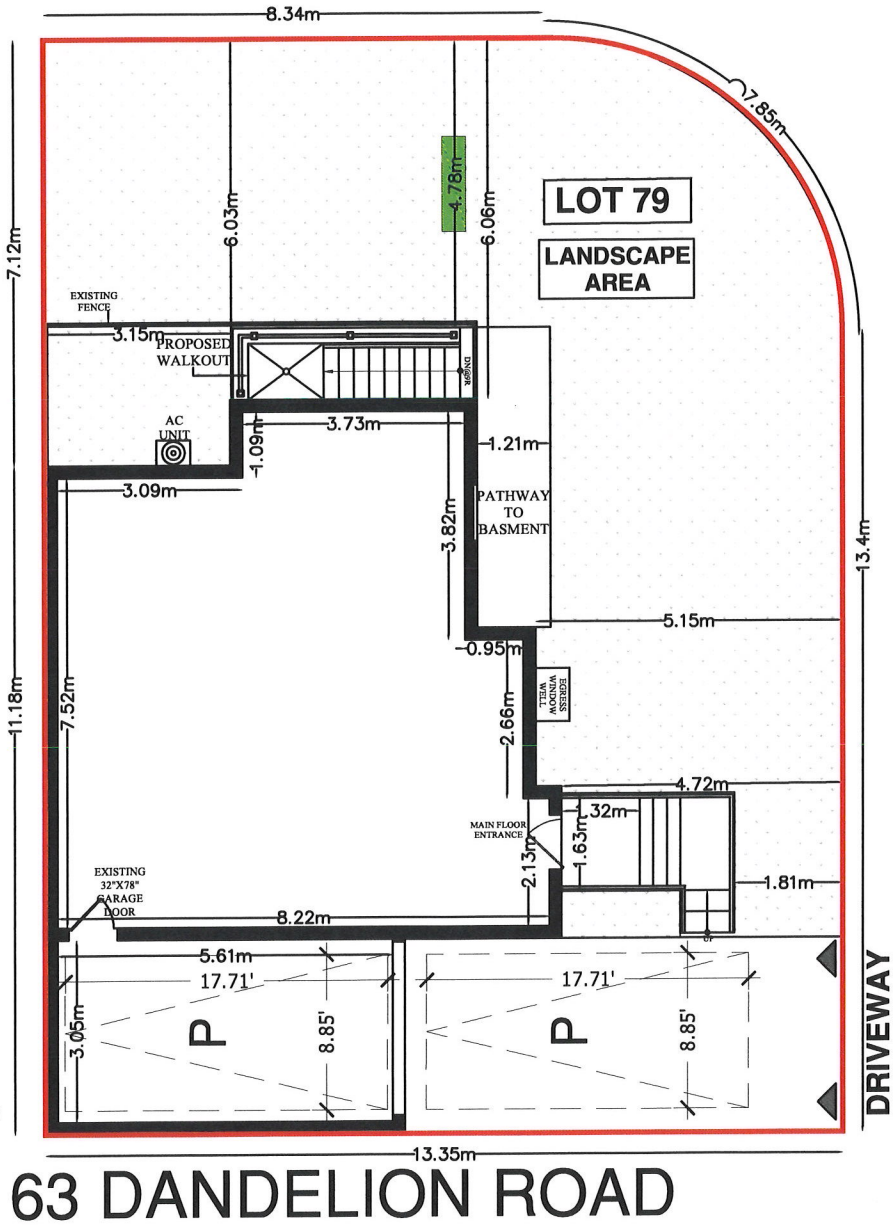 8.34m
7.85m
7.12m
6.03m
4.78m
6.06m
LOT 79
LANDSCAPE
AREA
EXISTING
FENCE
3.15m
PROPOSED
WALKOUT
AC
UNIT
1.09m
3.73m
1.21m
3.09m
3.82m
PATHWAY
TO
BASMENT
13.4m
5.15m
0.95m
11.18m
7.52m
2.66m
EGRESS
WINDOW
WELL
4.72m
MAIN FLOOR
ENTRANCE
.32m
1.63m
2.13m
EXISTING
32"X78"
GARAGE
DOOR
8.22m
1.81m
UP
5.61m
17.71'
17.71'
3.05m
P
8.85'
P
8.85'
DRIVEWAY
13.35m
63 DANDELION ROAD